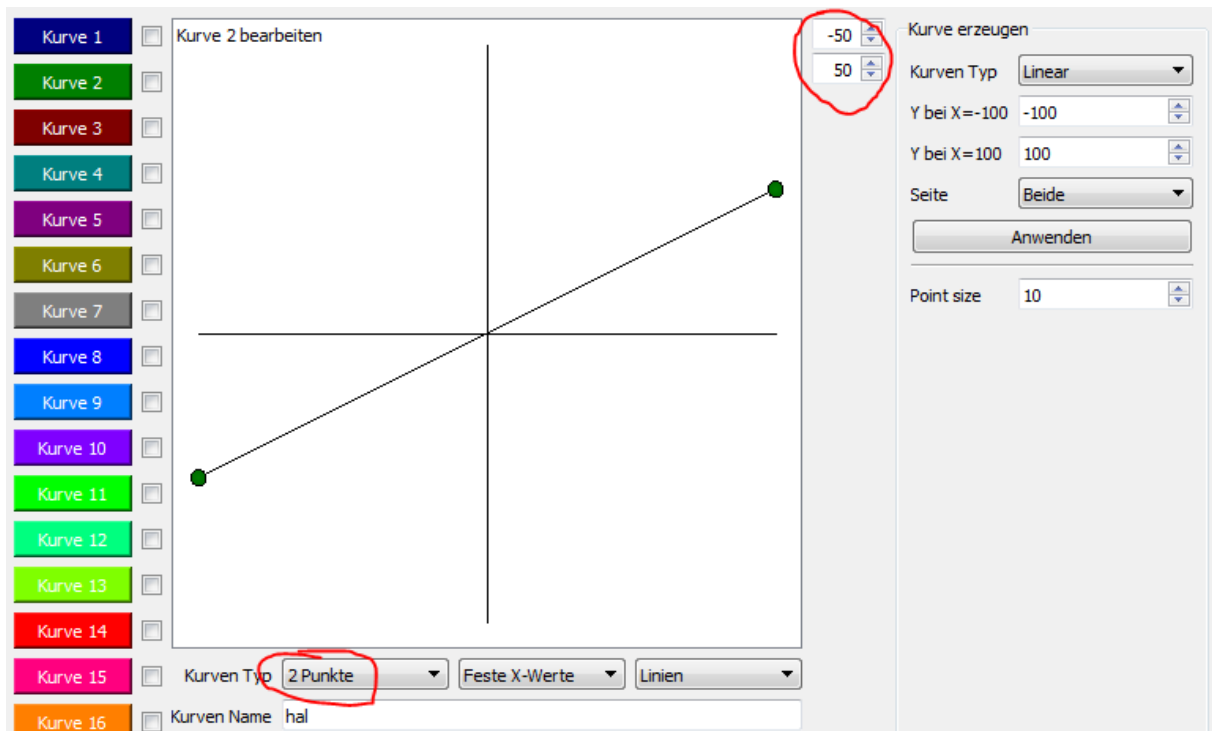 Kurve 1
Kurve 2
Kurve 3
Kurve 4
Kurve 5
Kurve 6
Kurve 7
Kurve 8
Kurve 9
Kurve 10
Kurve 11
Kurve 12
Kurve 13
Kurve 14
Kurve 15
Kurve 16
Kurve 2 bearbeiten
-50
50
Kurven Typ 2 Punkte Feste X-Werte Linien
Kurven Name hal
Kurve erzeugen
Kurven Typ Linear
Y bei X=-100 -100
Y bei X=100 100
Seite Beide
Anwenden
Point size 10